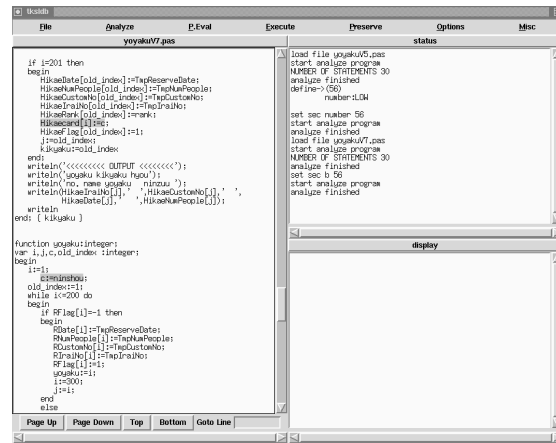 tkstdb
File Analyze P.Eval Execute Preserve Options Misc
yoyakuV7.pas
if i=201 then
begin
HikaeDate[old_index]:=TmpReserveDate;
HikaeNumPeople[old_index]:=TmpNumPeople;
HikaeCustomNo[old_index]:=TmpCustomNo;
HikaeIraiNo[old_index]:=TmpIraiNo;
HikaeRank[old_index]:=rank;
Hikaecard[i]:=c;
HikaeFlag[old_index]:=1;
j:=old_index;
kikyaku:=old_index
end;
writeln('<<<<<<<<< OUTPUT <<<<<<<<');
writeln('yoyaku kikyaku hyou');
writeln('no. name yoyaku ninzuu ');
writeln(HikaeIraiNo[j],' ',HikaeCustomNo[j],' ',
HikaeDate[j],' ',HikaeNumPeople[j]);
writeln
end; { kikyaku }
function yoyaku:integer;
var i,j,c,old_index :integer;
begin
i:=1;
c:=ninshou;
old_index:=1;
while i<=200 do
begin
if RFlag[i]=-1 then
begin
RDate[i]:=TmpReserveDate;
RNumPeople[i]:=TmpNumPeople;
RCustomNo[i]:=TmpCustomNo;
RIraiNo[i]:=TmpIraiNo;
RFlag[i]:=1;
yoyaku:=i;
i:=300;
j:=i;
end
else
Page Up Page Down Top Bottom Goto Line
status
load file yoyakuV5.pas
start analyze program
NUMBER OF STATEMENTS 30
analyze finished
define->(56)
number:LOW
set sec number 56
start analyze program
analyze finished
load file yoyakuV7.pas
start analyze program
NUMBER OF STATEMENTS 30
analyze finished
set sec b 56
start analyze program
analyze finished
display